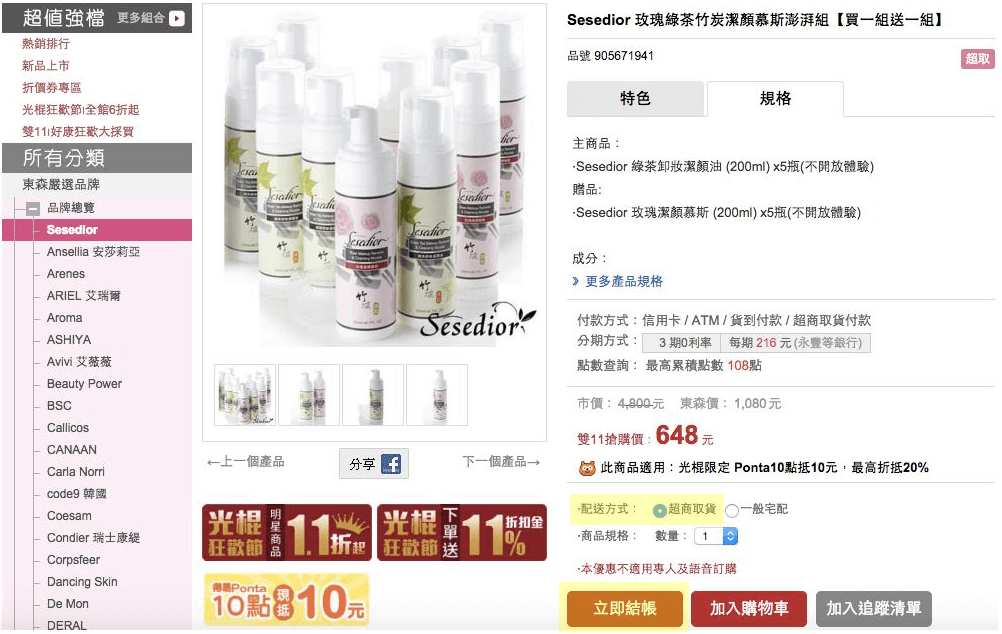 超值強檔 更多組合
熱銷排行
新品上市
折價券專區
光棍狂歡節!全館6折起
雙11!好康狂歡大採買
所有分類
東森嚴選品牌
品牌總覽
Sesedior
Ansellia 安莎莉亞
Arenes
ARIEL 艾瑞爾
Aroma
ASHIYA
Avivi 艾薇薇
Beauty Power
BSC
Callicos
CANAAN
Carla Norri
code9 韓國
Coesam
Condier 瑞士康緹
Corpsfeer
Dancing Skin
De Mon
DERAL
Sesedior
竹炭
Sesedior
←上一個產品
分享
下一個產品→
光棍狂歡節 明星商品 1.1折起
光棍狂歡節 下單送 11% 折扣金
得易Ponta
10點 現抵 10元
Sesedior 玫瑰綠茶竹炭潔顏慕斯澎湃組【買一組送一組】
品號 905671941
超取
特色
規格
主商品：
·Sesedior 綠茶卸妝潔顏油 (200ml) x5瓶(不開放體驗)
贈品:
·Sesedior 玫瑰潔顏慕斯 (200ml) x5瓶(不開放體驗)
成分：
》更多產品規格
付款方式：信用卡 / ATM / 貨到付款 / 超商取貨付款
分期方式： 3 期0利率 每期 216 元 (永豐等銀行)
點數查詢： 最高累積點數 108點
市價： 4,800 元 東森價： 1,080 元
雙11搶購價：648 元
此商品適用：光棍限定 Ponta10點抵10元，最高折抵20%
·配送方式： 超商取貨 一般宅配
·商品規格： 數量： 1
·本優惠不適用專人及語音訂購
立即結帳
加入購物車
加入追蹤清單